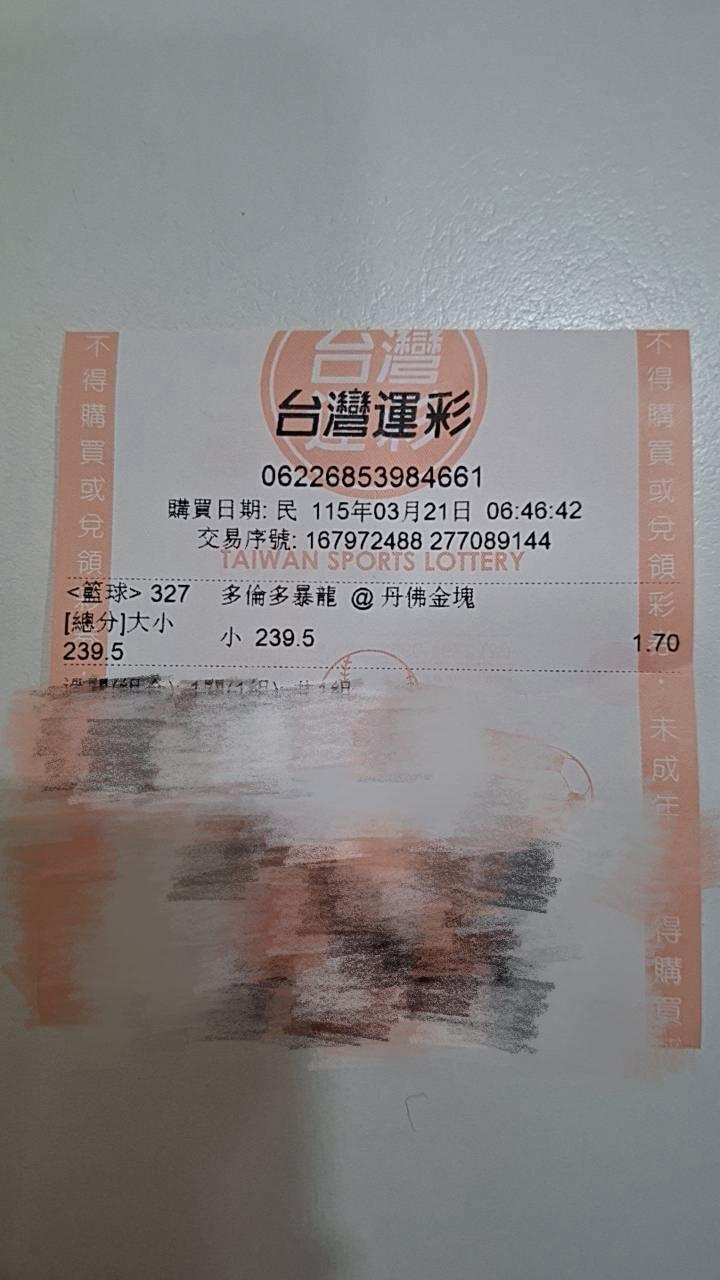 台灣
台灣運彩
06226853984661
購買日期: 民 115年03月21日 06:46:42
交易序號: 167972488 277089144
TAIWAN SPORTS LOTTERY
<籃球> 327 多倫多暴龍 @ 丹佛金塊
[總分]大小
小 239.5
239.5
1.70
不得購買或兌領
不得購買或兌領彩
未成年
得購買